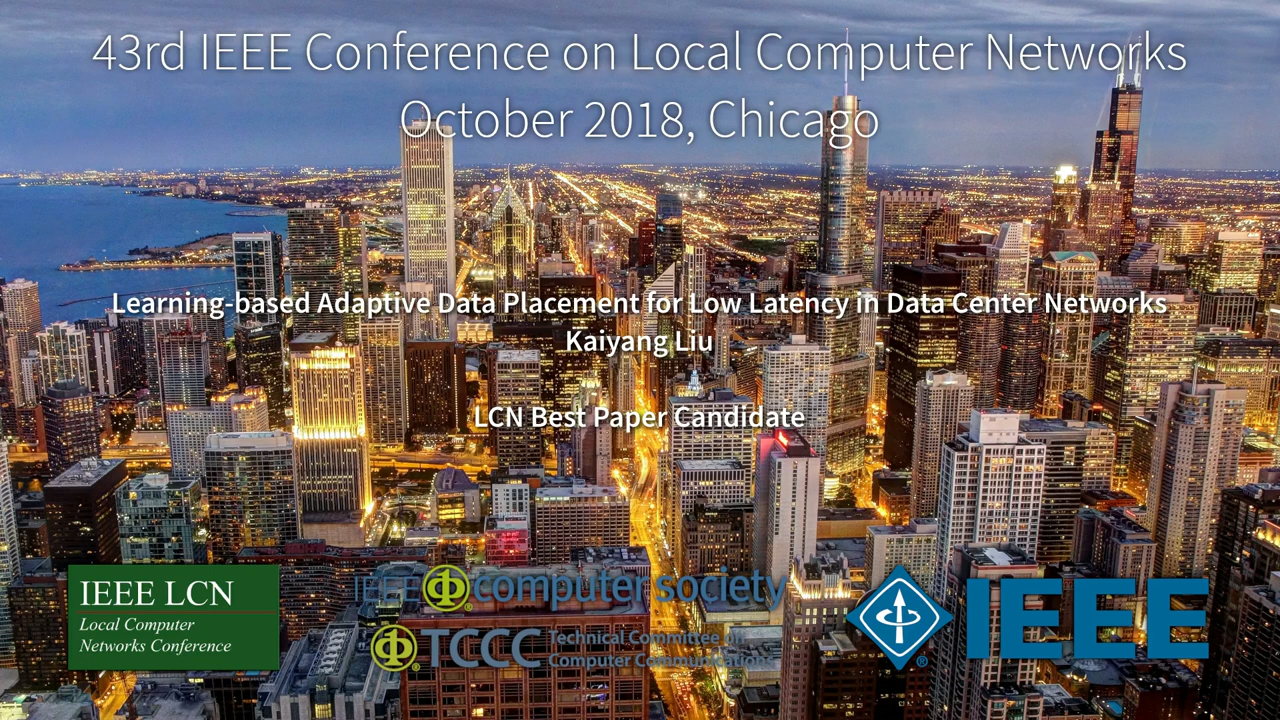 43rd IEEE Conference on Local Computer Networks
October 2018, Chicago
Learning-based Adaptive Data Placement for Low Latency in Data Center Networks
Kaiyang Liu
LCN Best Paper Candidate
IEEE LCN
Local Computer
Networks Conference
IEEE computer society
TCCC Technical Committee on
Computer Communications
IEEE